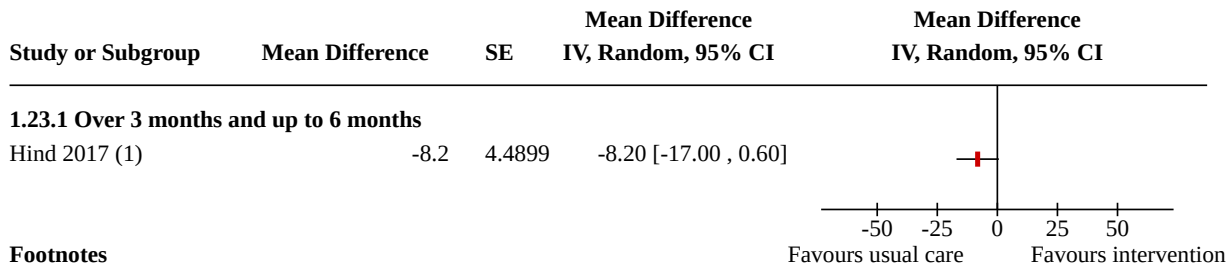 Mean Difference Mean Difference
Study or Subgroup Mean Difference SE IV, Random, 95% CI IV, Random, 95% CI
1.23.1 Over 3 months and up to 6 months
Hind 2017 (1) -8.2 4.4899 -8.20 [-17.00 , 0.60]
-50 -25 0 25 50
Footnotes Favours usual care Favours intervention